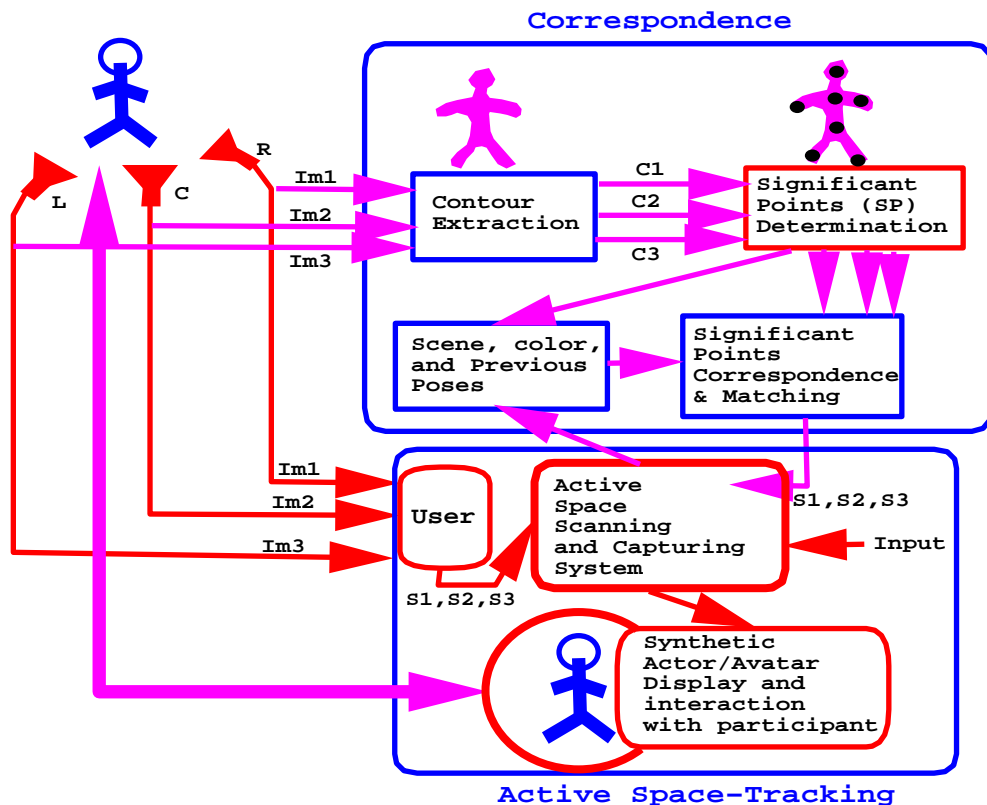 Correspondence
R
L
C
Im1
Im2
Im3
Contour
Extraction
C1
C2
C3
Significant
Points (SP)
Determination
Scene, color,
and Previous
Poses
Significant
Points
Correspondence
& Matching
Im1
Im2
Im3
User
S1,S2,S3
Active
Space
Scanning
and Capturing
System
S1,S2,S3
Input
Synthetic
Actor/Avatar
Display and
interaction
with participant
Active Space-Tracking